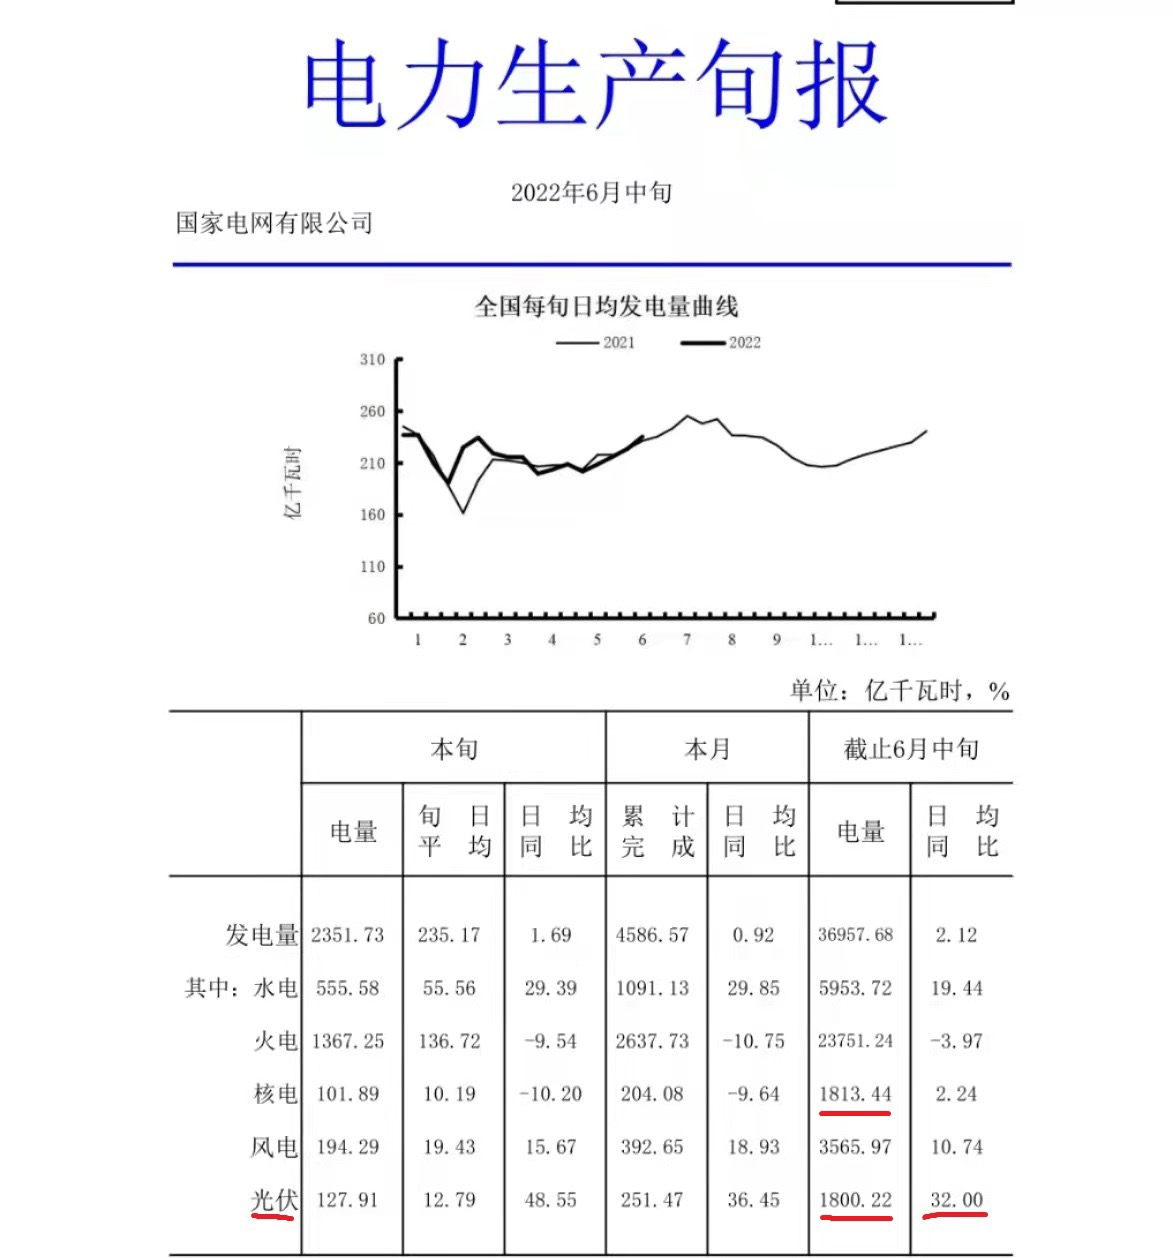 电力生产旬报
2022年6月中旬
国家电网有限公司
全国每旬日均发电量曲线
2021 2022
310
260
210
160
110
60
亿千瓦时
1 2 3 4 5 6 7 8 9 1... 1... 1...
单位：亿千瓦时，%
本旬 本月 截止6月中旬
电量 旬日 日均 累计 日均 电量 日均
平均 同比 完成 同比 同比
发电量 2351.73 235.17 1.69 4586.57 0.92 36957.68 2.12
其中：水电 555.58 55.56 29.39 1091.13 29.85 5953.72 19.44
火电 1367.25 136.72 -9.54 2637.73 -10.75 23751.24 -3.97
核电 101.89 10.19 -10.20 204.08 -9.64 1813.44 2.24
风电 194.29 19.43 15.67 392.65 18.93 3565.97 10.74
光伏 127.91 12.79 48.55 251.47 36.45 1800.22 32.00